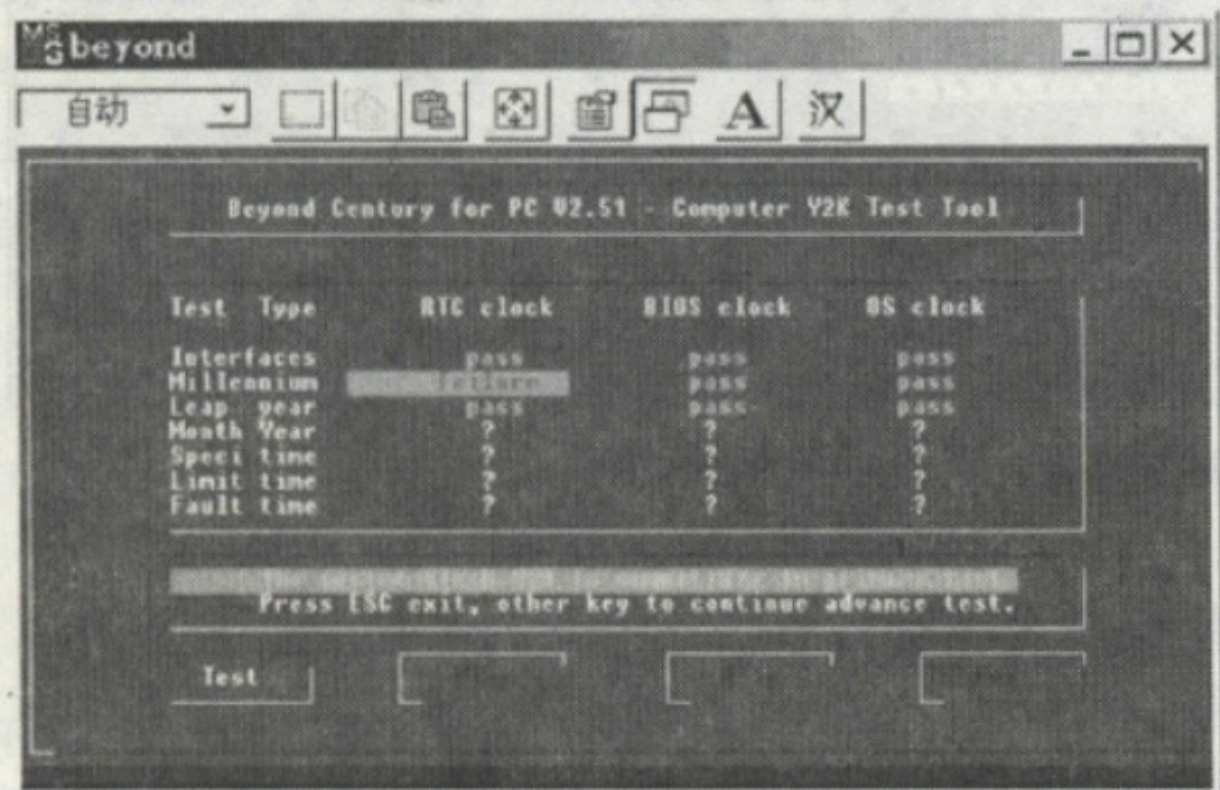 beyond
自动
A 汉
Beyond Century for PC V2.51 - Computer Y2K Test Tool
Test Type RTC clock BIOS clock OS clock
Interfaces pass pass pass
Millennium failure pass pass
Leap year pass pass pass
Month Year ? ? ?
Speci time ? ? ?
Limit time ? ? ?
Fault time ? ? ?
Press ESC exit, other key to continue advance test.
Test